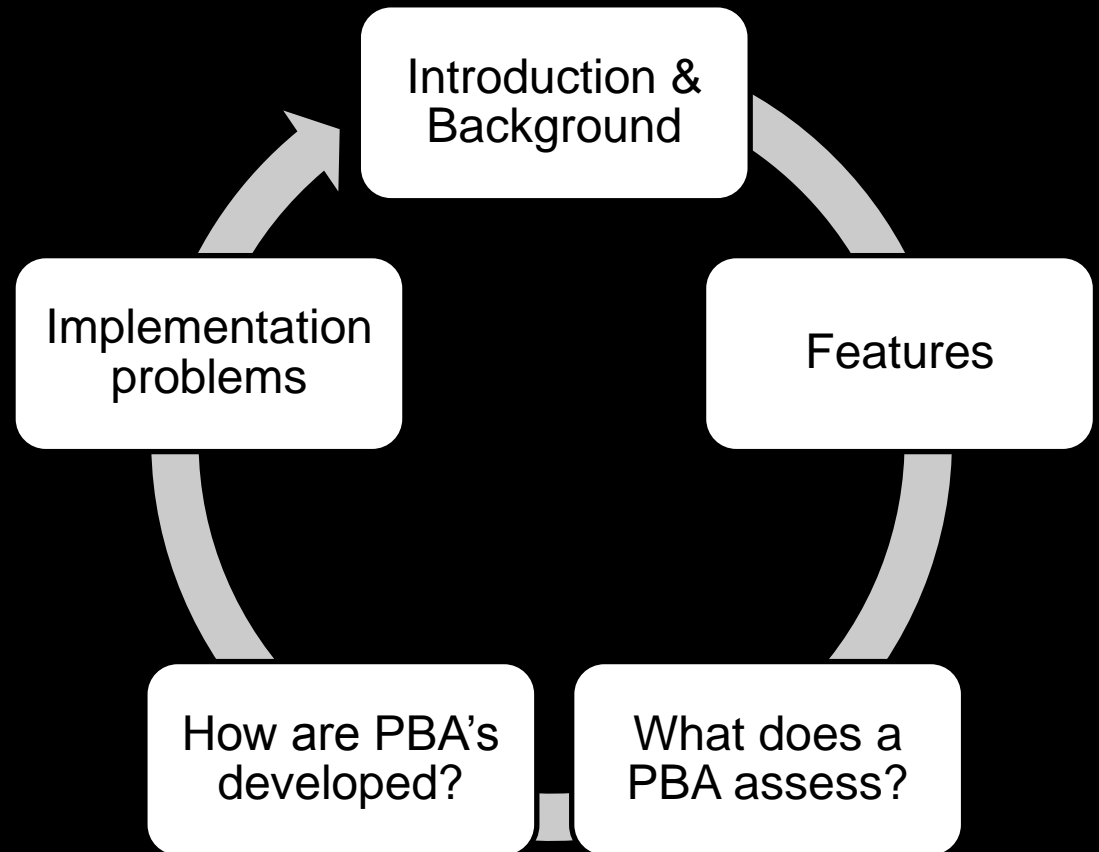 Introduction &
Background
Features
What does a
PBA assess?
How are PBA’s
developed?
Implementation
problems